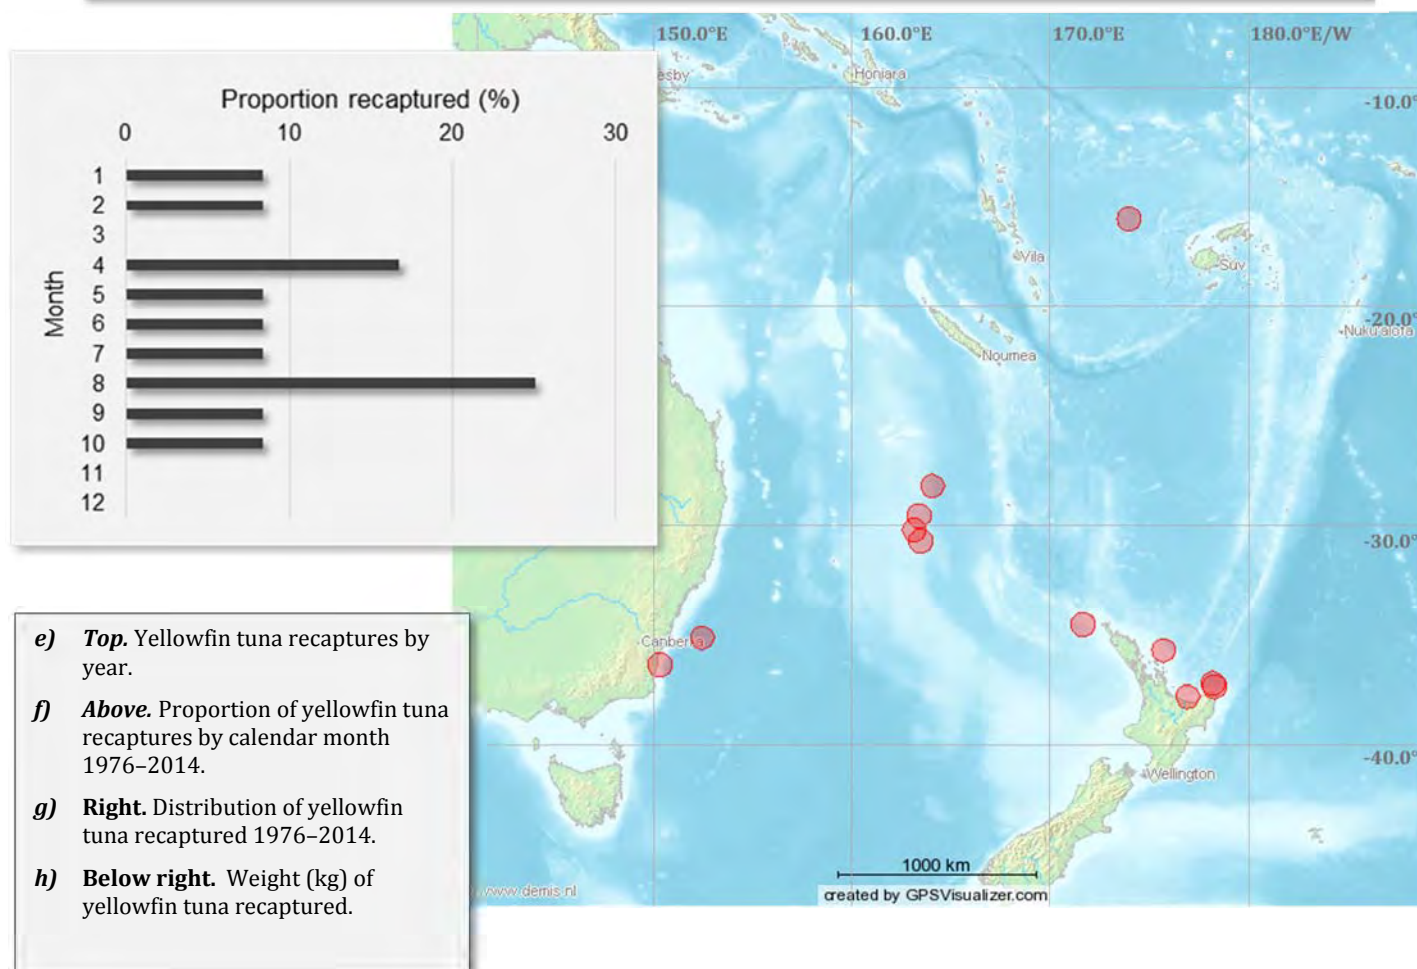 150.0°E
160.0°E
170.0°E
180.0°E/W
esby
Honiara
-10.0°
Proportion recaptured (%)
0
10
20
30
Month
1
2
3
4
5
6
7
8
9
10
11
12
Vila
Suv
-20.0°
Nuku'alofa
Noumea
-30.0°
Canberra
-40.0°
Wellington
1000 km
www.demis.nl
created by GPSVisualizer.com
e) Top. Yellowfin tuna recaptures by
year.
f) Above. Proportion of yellowfin tuna
recaptures by calendar month
1976–2014.
g) Right. Distribution of yellowfin
tuna recaptured 1976–2014.
h) Below right. Weight (kg) of
yellowfin tuna recaptured.